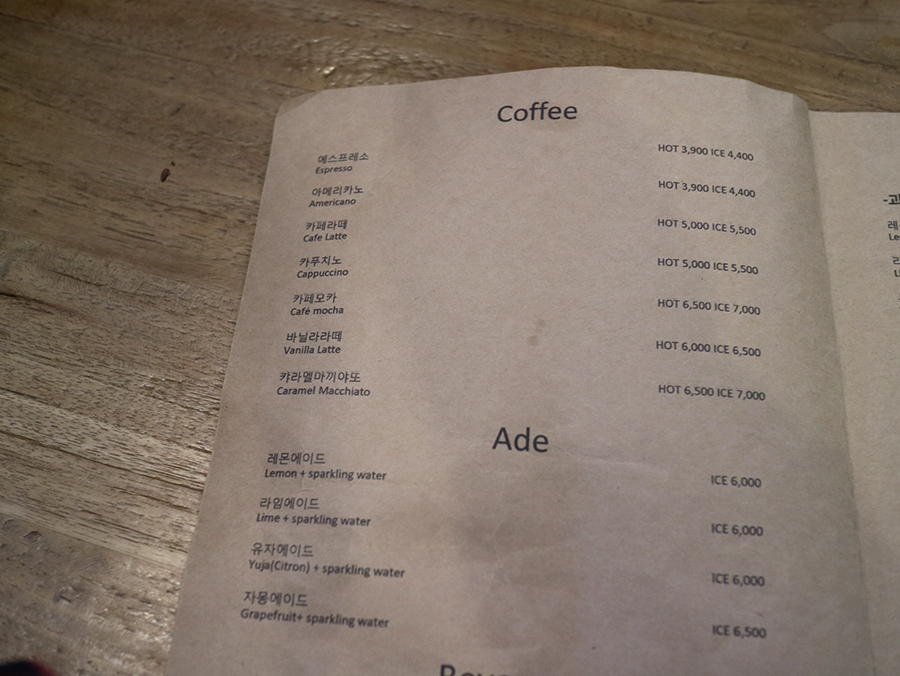 Coffee
에스프레소
Espresso
HOT 3,900 ICE 4,400
아메리카노
Americano
HOT 3,900 ICE 4,400
카페라떼
Cafe Latte
HOT 5,000 ICE 5,500
카푸치노
Cappuccino
HOT 5,000 ICE 5,500
카페모카
Café mocha
HOT 6,500 ICE 7,000
바닐라라떼
Vanilla Latte
HOT 6,000 ICE 6,500
캬라멜마끼야또
Caramel Macchiato
HOT 6,500 ICE 7,000
Ade
레몬에이드
Lemon + sparkling water
ICE 6,000
라임에이드
Lime + sparkling water
ICE 6,000
유자에이드
Yuja(Citron) + sparkling water
ICE 6,000
자몽에이드
Grapefruit+ sparkling water
ICE 6,500